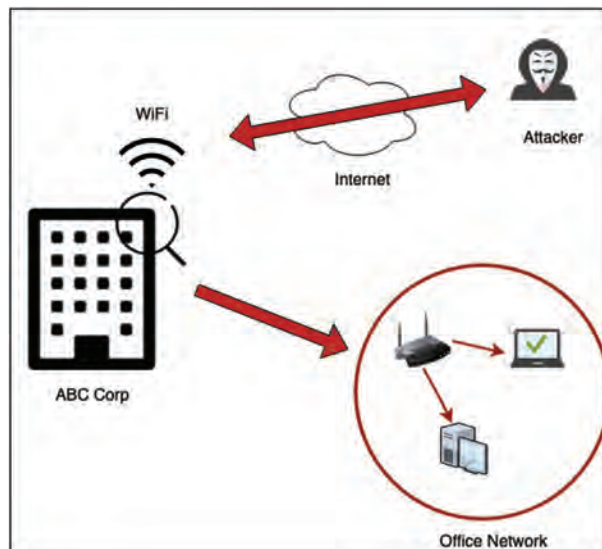 WiFi
Attacker
Internet
ABC Corp
Office Network